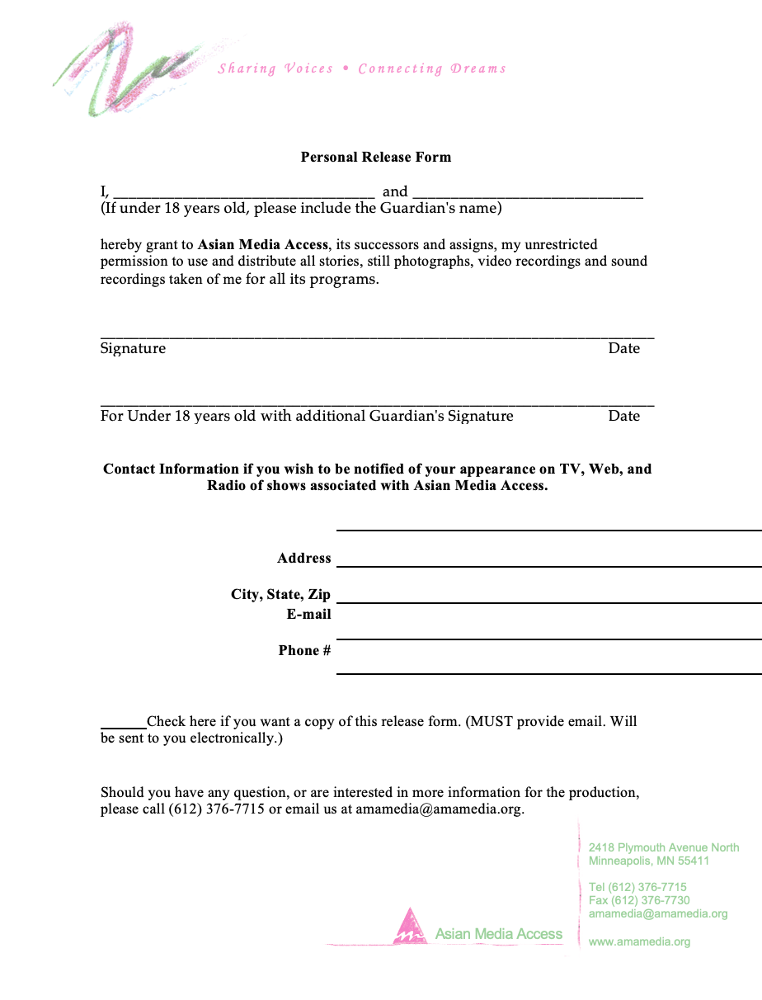 Sharing Voices • Connecting Dreams
Personal Release Form
I, __________________________________ and ______________________________
(If under 18 years old, please include the Guardian's name)
hereby grant to Asian Media Access, its successors and assigns, my unrestricted
permission to use and distribute all stories, still photographs, video recordings and sound
recordings taken of me for all its programs.
Signature Date
For Under 18 years old with additional Guardian's Signature Date
Contact Information if you wish to be notified of your appearance on TV, Web, and
Radio of shows associated with Asian Media Access.
Address
City, State, Zip
E-mail
Phone #
______Check here if you want a copy of this release form. (MUST provide email. Will
be sent to you electronically.)
Should you have any question, or are interested in more information for the production,
please call (612) 376-7715 or email us at amamedia@amamedia.org.
2418 Plymouth Avenue North
Minneapolis, MN 55411
Tel (612) 376-7715
Fax (612) 376-7730
amamedia@amamedia.org
Asian Media Access
www.amamedia.org